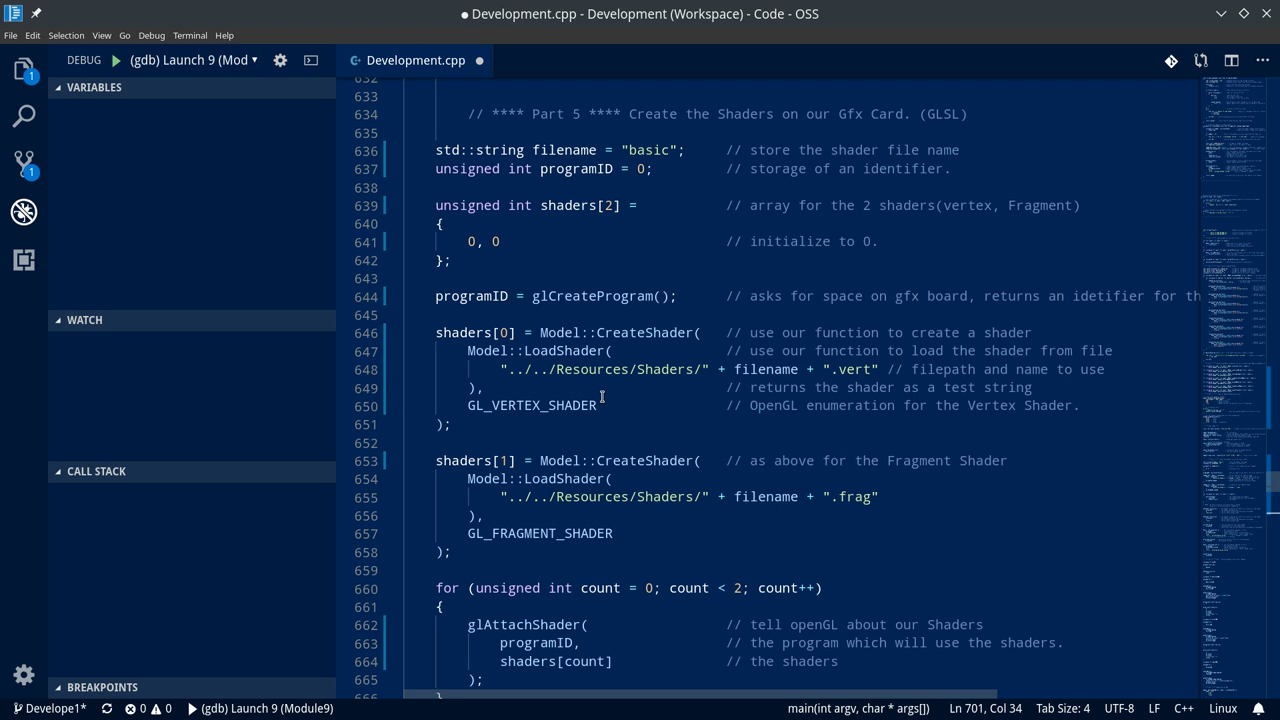 ● Development.cpp - Development (Workspace) - Code - OSS
File Edit Selection View Go Debug Terminal Help
DEBUG (gdb) Launch 9 (Mod
Development.cpp
VARIABLES
632
633
634 // **** Part 5 **** Create the Shaders for our Gfx Card. (GLSL)
635
636 std::string filename = "basic"; // set the shader file name
637 unsigned int programID = 0; // storage of an identifier.
638
639 unsigned int shaders[2] = // array for the 2 shaders(Vertex, Fragment)
640 {
641 0, 0 // initilize to 0.
642 };
643
644 programID = glCreateProgram(); // ask for a space on gfx card, returns an idetifier for th
645
WATCH
646 shaders[0] = Model::CreateShader( // use our function to create a shader
647 Model::LoadShader( // use our function to load the shader from file
648 "../../Resources/Shaders/" + filename + ".vert" // filepath and name to use
649 the shader as a text string
650 GL_VERTEX_SHADER // enumeration for the Vertex Shader.
651 );
652
CALL STACK
653 shaders[1] = Model::CreateShader( for the Fragment Shader
654 Model::LoadShader(
655 "../../Resources/Shaders/" + filename + ".frag"
656 ),
657 GL_FRAGMENT_SHADER
658 );
659
660 for (unsigned int count = 0; count < 2; count++)
661 {
662 glAttachShader( // tell openGL about our Shaders
663 programID, // the program which will use the shaders.
664 shaders[count] // the shaders
665 );
666 }
BREAKPOINTS
0 0 (gdb) Launch 9 (Module9) main(int argv, char * args[]) Ln 701, Col 34 Tab Size: 4 UTF-8 LF C++ Linux